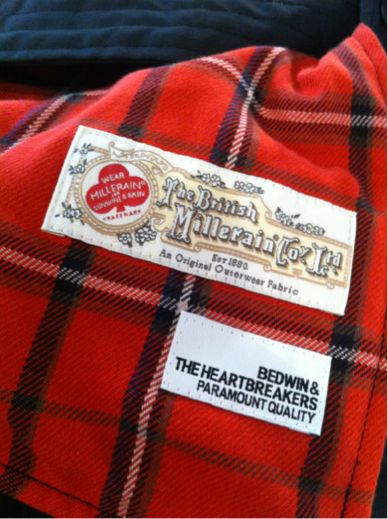 WEAR
MILLERAIN
SUNSHINE & RAIN
TRADEMARK
The British
Millerain Co. Ltd
EST 1880.
An Original Outerwear Fabric
BEDWIN &
THE HEARTBREAKERS
PARAMOUNT QUALITY